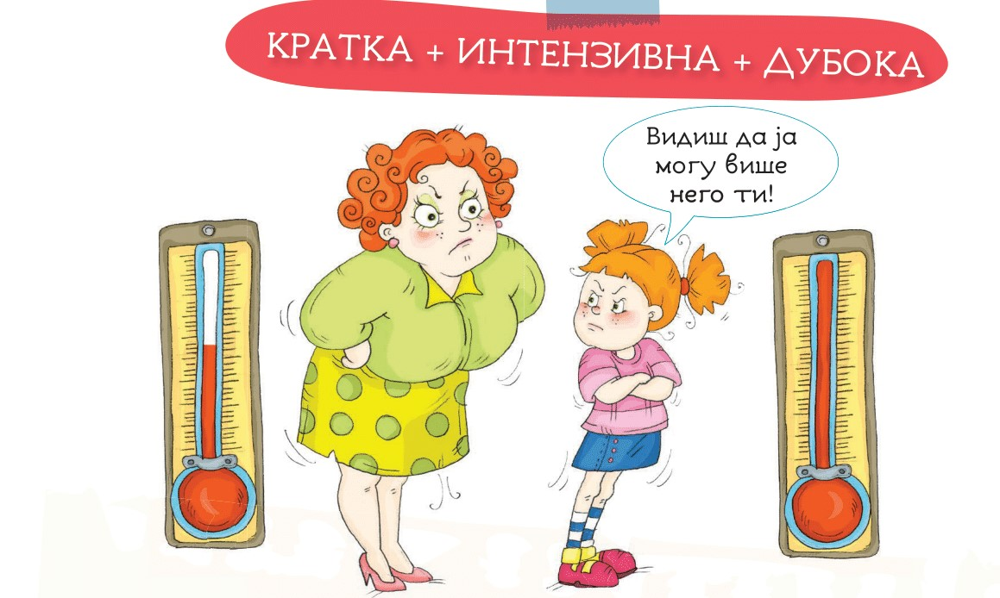 КРАТКА + ИНТЕНЗИВНА + ДУБОКА
Видиш да ја
могу више
него ти!